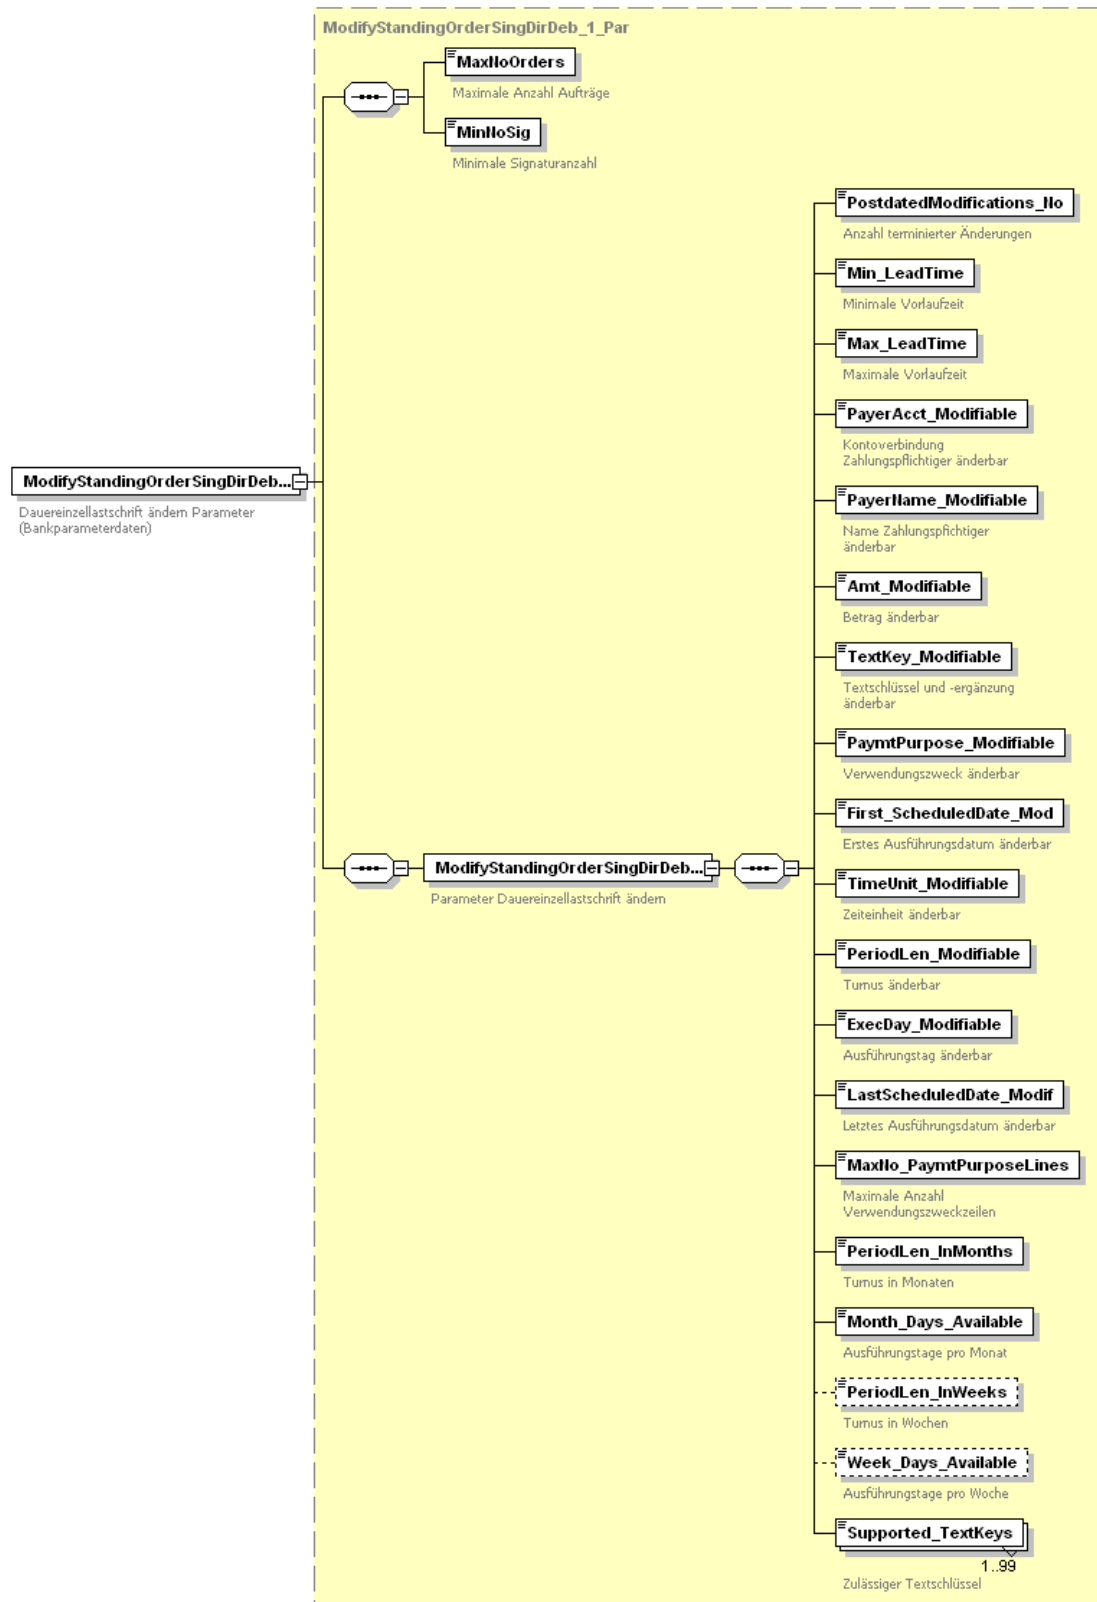 ModifyStandingOrderSingDirDeb_1_Par
MaxNoOrders
Maximale Anzahl Aufträge
MinNoSig
Minimale Signaturanzahl
PostdatedModifications_No
Anzahl terminierter Änderungen
Min_LeadTime
Minimale Vorlaufzeit
Max_LeadTime
Maximale Vorlaufzeit
PayerAcct_Modifiable
Kontoverbindung
Zahlungspflichtiger änderbar
ModifyStandingOrderSingDirDeb...
Dauereinzellastschrift ändern Parameter
(Bankparameterdaten)
PayerName_Modifiable
Name Zahlungspfichtiger
änderbar
Amt_Modifiable
Betrag änderbar
TextKey_Modifiable
Textschlüssel und -ergänzung
änderbar
PaymtPurpose_Modifiable
Verwendungszweck änderbar
First_ScheduledDate_Mod
Erstes Ausführungsdatum änderbar
ModifyStandingOrderSingDirDeb...
Parameter Dauereinzellastschrift ändern
TimeUnit_Modifiable
Zeiteinheit änderbar
PeriodLen_Modifiable
Turnus änderbar
ExecDay_Modifiable
Ausführungstag änderbar
LastScheduledDate_Modif
Letztes Ausführungsdatum änderbar
MaxNo_PaymtPurposeLines
Maximale Anzahl
Verwendungszweckzeilen
PeriodLen_InMonths
Turnus in Monaten
Month_Days_Available
Ausführungstage pro Monat
PeriodLen_InWeeks
Turnus in Wochen
Week_Days_Available
Ausführungstage pro Woche
Supported_TextKeys
1..99
Zulässiger Textschlüssel